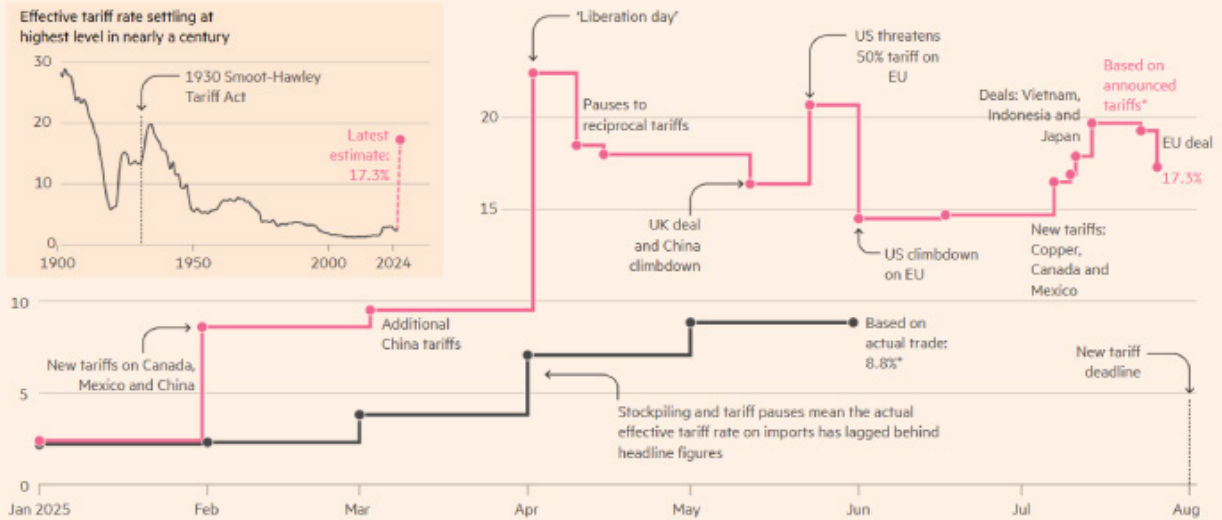 Effective tariff rate settling at
highest level in nearly a century
30
20
10
0
1900
1950
2000
2024
1930 Smoot-Hawley
Tariff Act
Latest
estimate:
17.3%
'Liberation day'
Pauses to
reciprocal tariffs
US threatens
50% tariff on
EU
Deals: Vietnam,
Indonesia and
Japan
Based on
announced
tariffs*
EU deal
17.3%
20
15
UK deal
and China
climbdown
US climbdown
on EU
New tariffs:
Copper,
Canada and
Mexico
10
New tariffs on Canada,
Mexico and China
Additional
China tariffs
Based on
actual trade:
8.8%*
New tariff
deadline
5
Stockpiling and tariff pauses mean the actual
effective tariff rate on imports has lagged behind
headline figures
0
Jan 2025
Feb
Mar
Apr
May
Jun
Jul
Aug